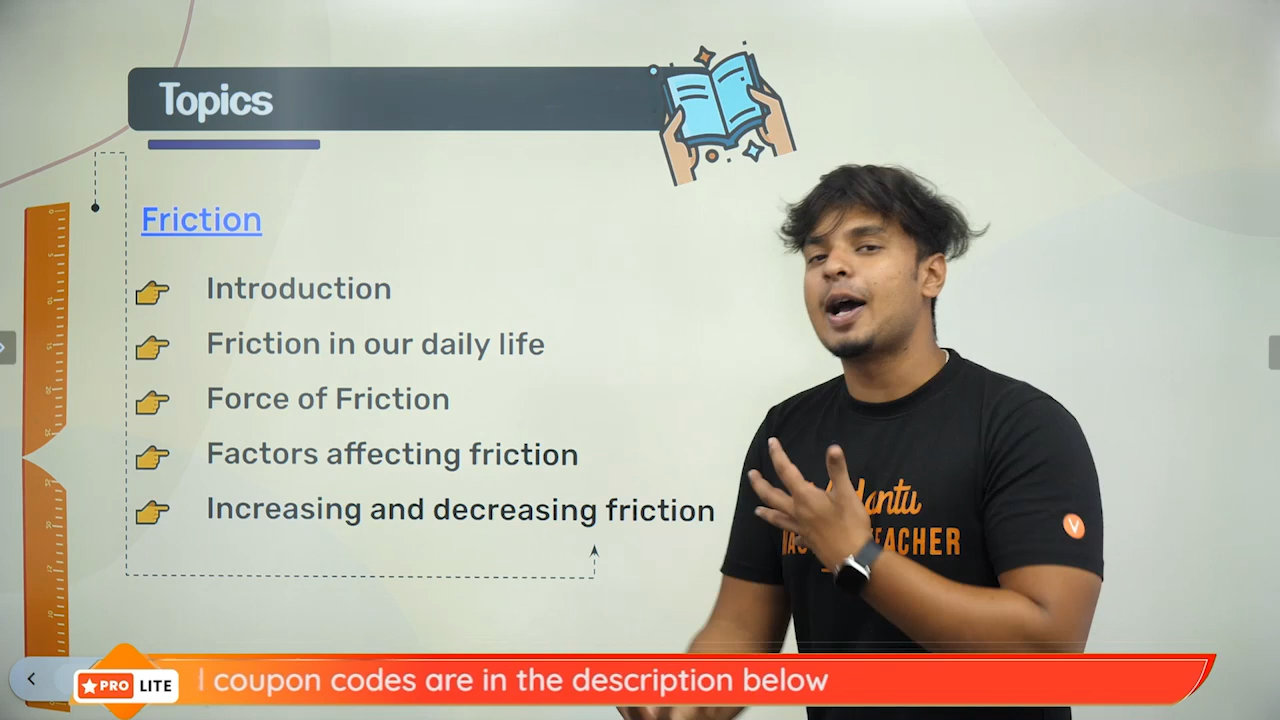 Topics
Friction
Introduction
Friction in our daily life
Force of Friction
Factors affecting friction
Increasing and decreasing friction
TEACHER
V
PRO LITE
coupon codes are in the description below